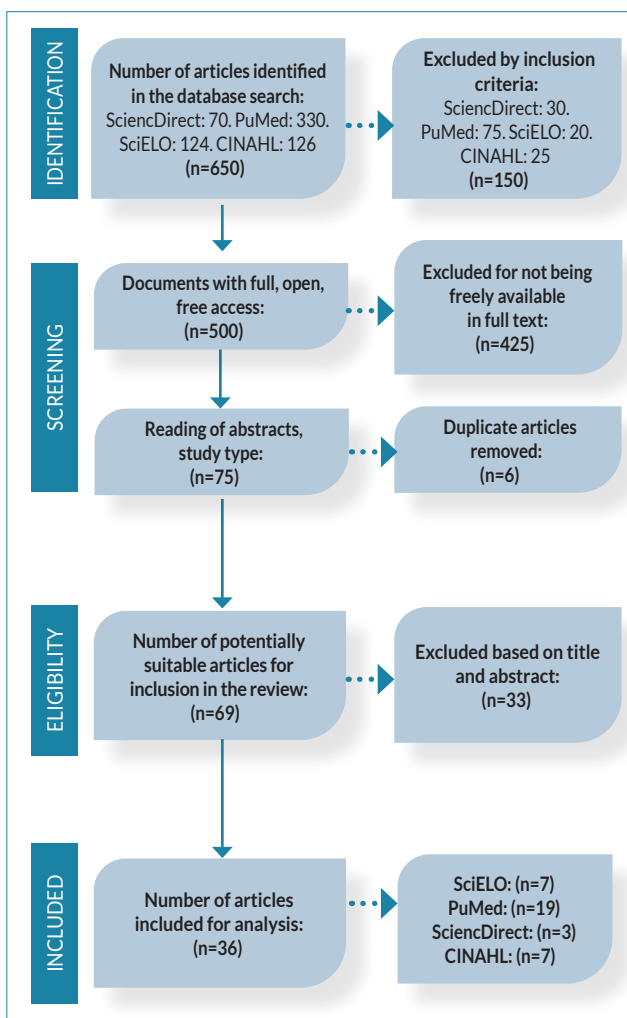 IDENTIFICATION
Number of articles identified
in the database search:
SciencDirect: 70. PuMed: 330.
SciELO: 124. CINAHL: 126
(n=650)
Excluded by inclusion
criteria:
SciencDirect: 30.
PuMed: 75. SciELO: 20.
CINAHL: 25
(n=150)
SCREENING
Documents with full, open,
free access:
(n=500)
Excluded for not being
freely available
in full text:
(n=425)
Reading of abstracts,
study type:
(n=75)
Duplicate articles
removed:
(n=6)
ELIGIBILITY
Number of potentially
suitable articles for
inclusion in the review:
(n=69)
Excluded based on title
and abstract:
(n=33)
INCLUDED
Number of articles
included for analysis:
(n=36)
SciELO: (n=7)
PuMed: (n=19)
SciencDirect: (n=3)
CINAHL: (n=7)